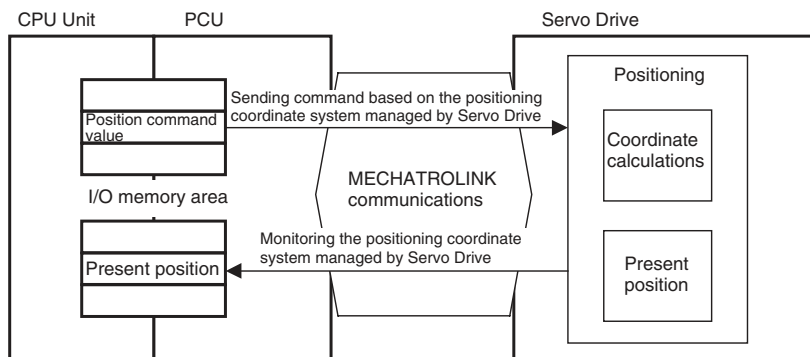 CPU Unit
PCU
Servo Drive
Positioning
Sending command based on the positioning
coordinate system managed by Servo Drive
Position command
value
Coordinate
calculations
MECHATROLINK
communications
I/O memory area
Monitoring the positioning coordinate
system managed by Servo Drive
Present position
Present
position